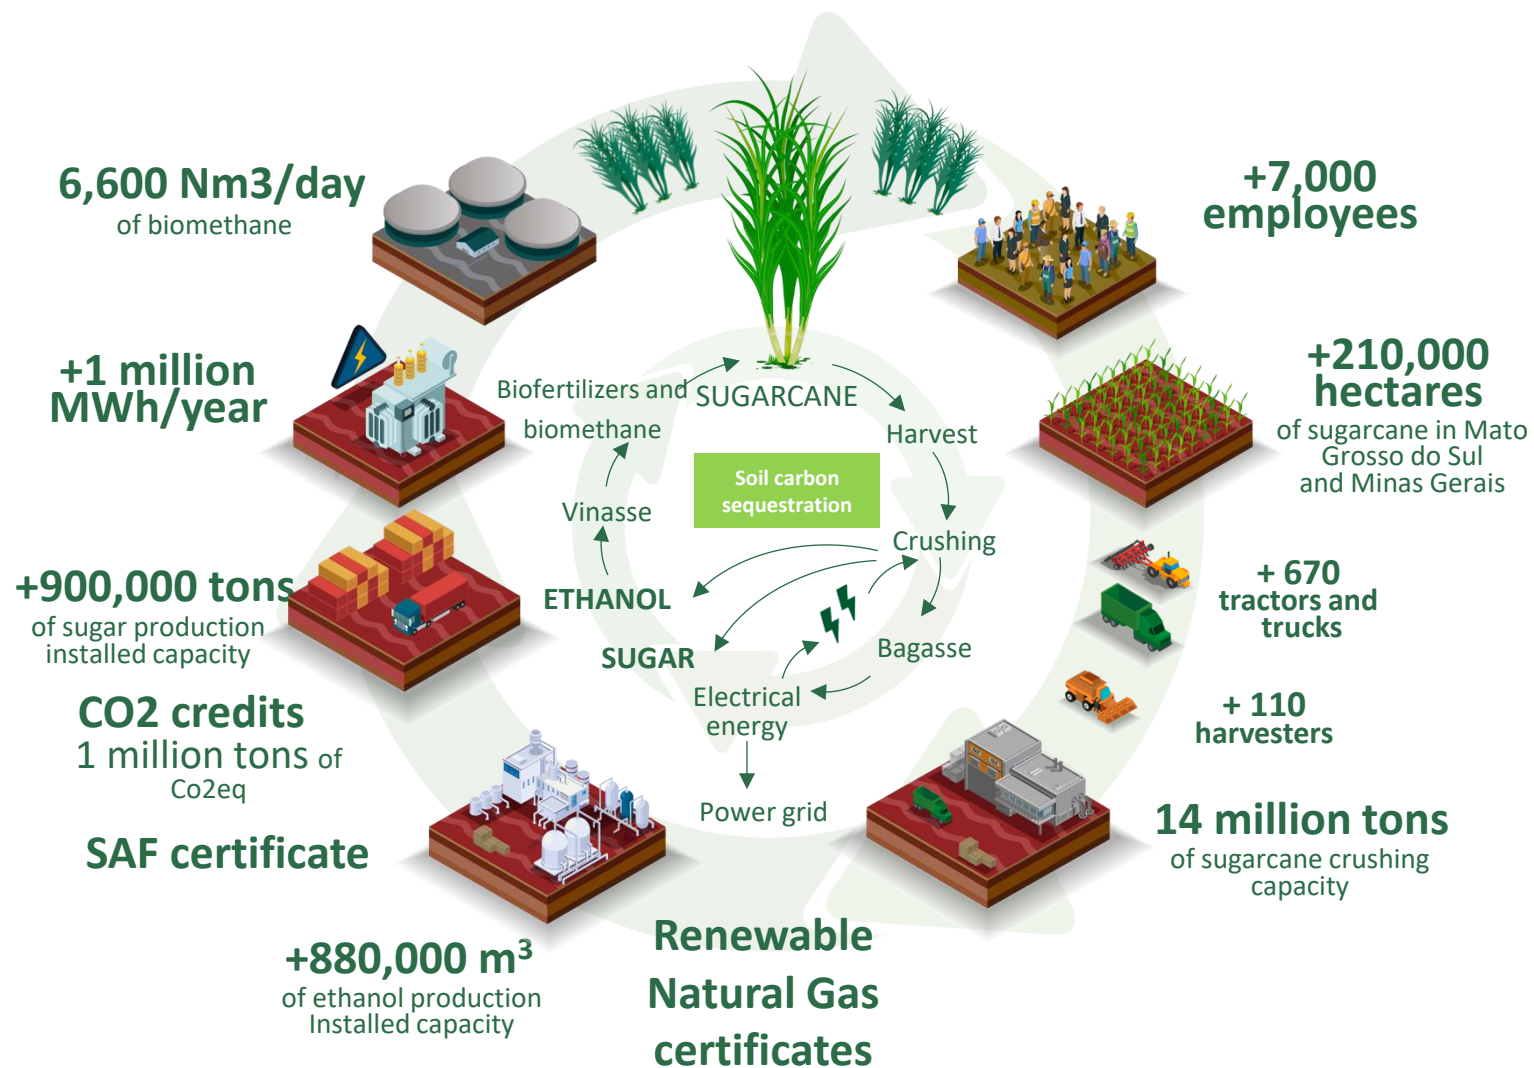 6,600 Nm3/day
of biomethane
+7,000
employees
+1 million
MWh/year
+210,000
hectares
of sugarcane in Mato
Grosso do Sul
and Minas Gerais
Biofertilizers and
biomethane
SUGARCANE
Harvest
Soil carbon
sequestration
Vinasse
Crushing
ETHANOL
SUGAR
Bagasse
Electrical
energy
Power grid
+900,000 tons
of sugar production
installed capacity
+ 670
tractors and
trucks
CO2 credits
1 million tons of
Co2eq
+ 110
harvesters
SAF certificate
14 million tons
of sugarcane crushing
capacity
+880,000 m³
of ethanol production
Installed capacity
Renewable
Natural Gas
certificates